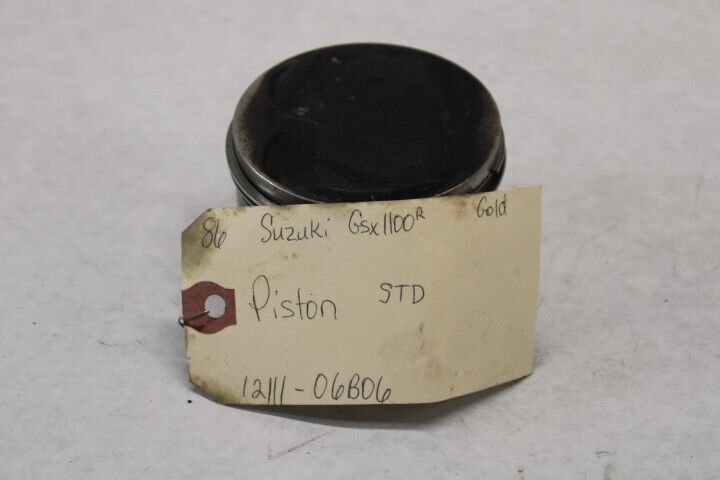 86 Suzuki Gsx1100R Gold
Piston STD
12111-06B06